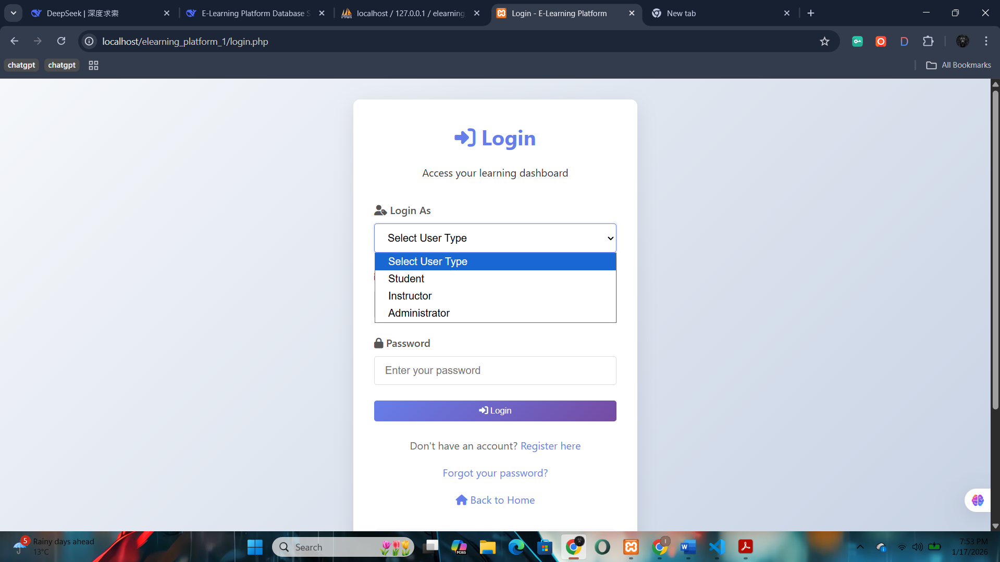 DeepSeek | 深度求索
E-Learning Platform Database S
localhost / 127.0.0.1 / elearning
Login - E-Learning Platform
New tab
localhost/elearning_platform_1/login.php
chatgpt
chatgpt
All Bookmarks
Login
Access your learning dashboard
Login As
Select User Type
Select User Type
Student
Instructor
Administrator
Password
Enter your password
Login
Don't have an account? Register here
Forgot your password?
Back to Home
5
Rainy days ahead
13°C
Search
M365
7:53 PM
1/17/2026